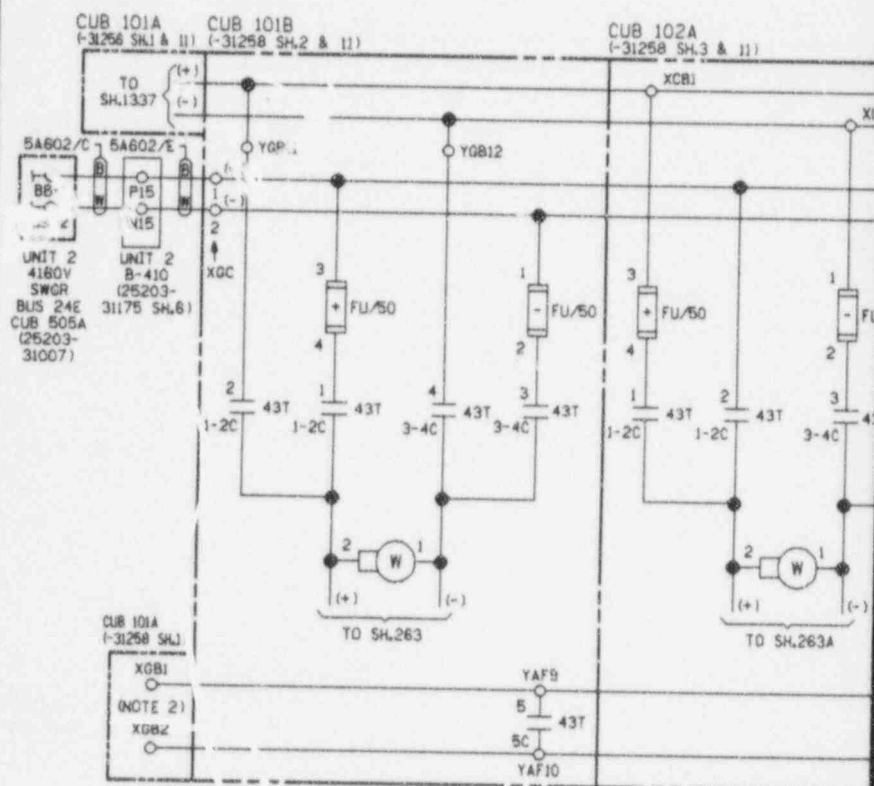 CUB 101A
(-31256 SH.1 & 11)
CUB 101B
(-31258 SH.2 & 11)
CUB 102A
(-31258 SH.3 & 11)
TO
SH.1337
(+)
(-)
XCB1
YGB12
5A602/C
5A602/E
B
W
P15
N15
B
W
1
(-)
2
XGC
UNIT 2
4160V
SWGR
BUS 24E
CUB 505A
(25203-
31007)
UNIT 2
B-410
(25203-
31175 SH.6)
3
+
FU/50
4
1
-
FU/50
2
3
+
FU/50
4
1
-
2
2
43T
1-2C
1
43T
1-2C
4
43T
3-4C
3
43T
3-4C
1
43T
1-2C
2
43T
1-2C
3
3-4C
2
W
1
(+)
(-)
TO SH.263
2
W
1
(+)
(-)
TO SH.263A
CUB 101A
(-31258 SH.)
XGB1
(NOTE 2)
XGB2
YAF9
5
43T
5C
YAF10